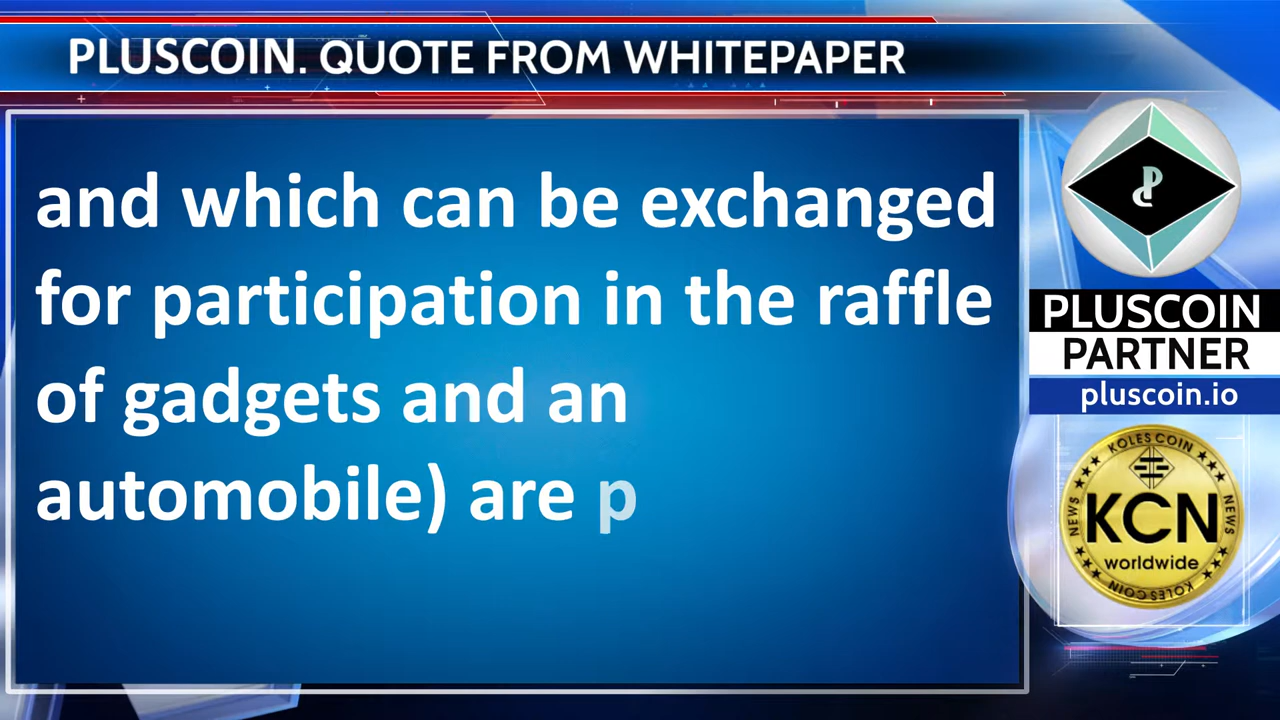 PLUSCOIN. QUOTE FROM WHITEPAPER
and which can be exchanged
for participation in the raffle
of gadgets and an
automobile) are p
PLUSCOIN
PARTNER
pluscoin.io
KOLES COIN
NEWS
KCN
NEWS
worldwide
KOLES COIN